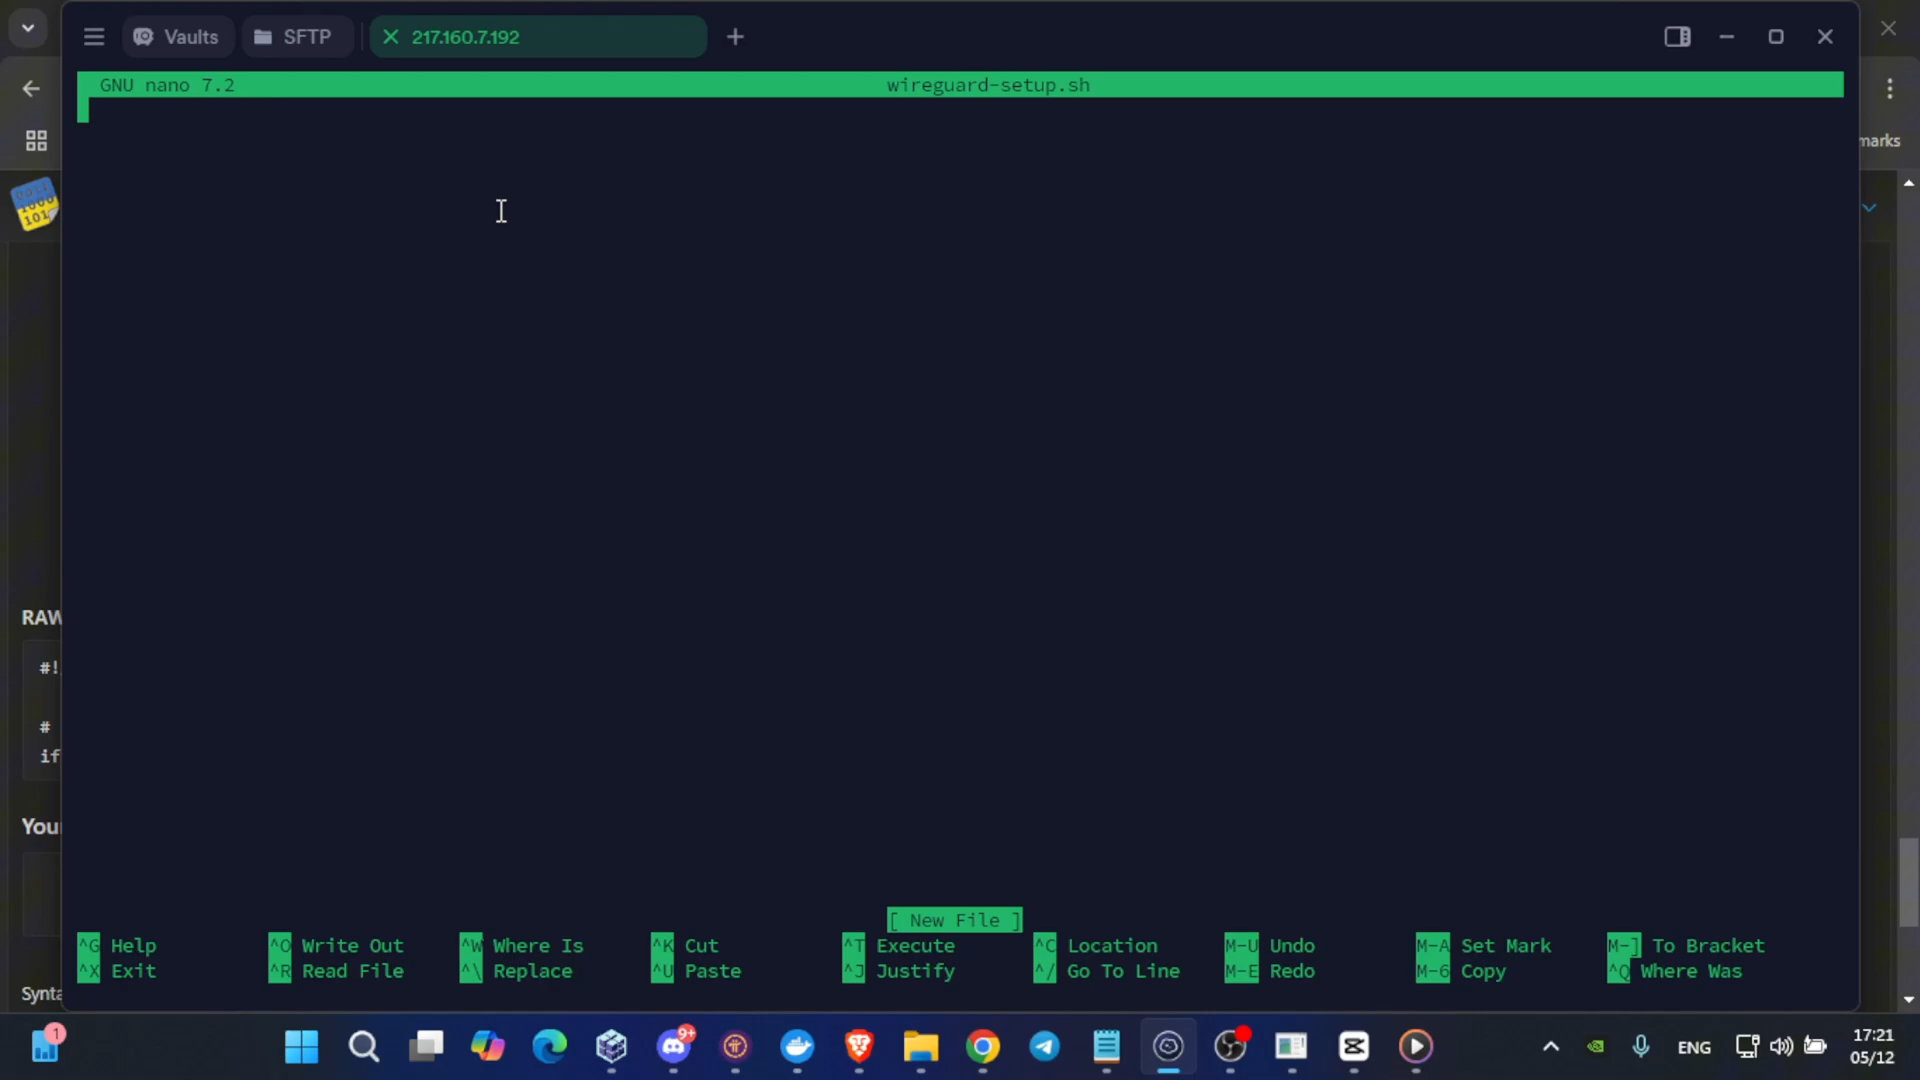 Vaults
SFTP
217.160.7.192
GNU nano 7.2
wireguard-setup.sh
marks
RAW
#!
#
if
You
Synta
[ New File ]
^G Help ^O Write Out ^W Where Is ^K Cut ^T Execute ^C Location M-U Undo M-A Set Mark M-] To Bracket
^X Exit ^R Read File ^\ Replace ^U Paste ^J Justify ^/ Go To Line M-E Redo M-6 Copy ^Q Where Was
1
9+
ENG
17:21
05/12